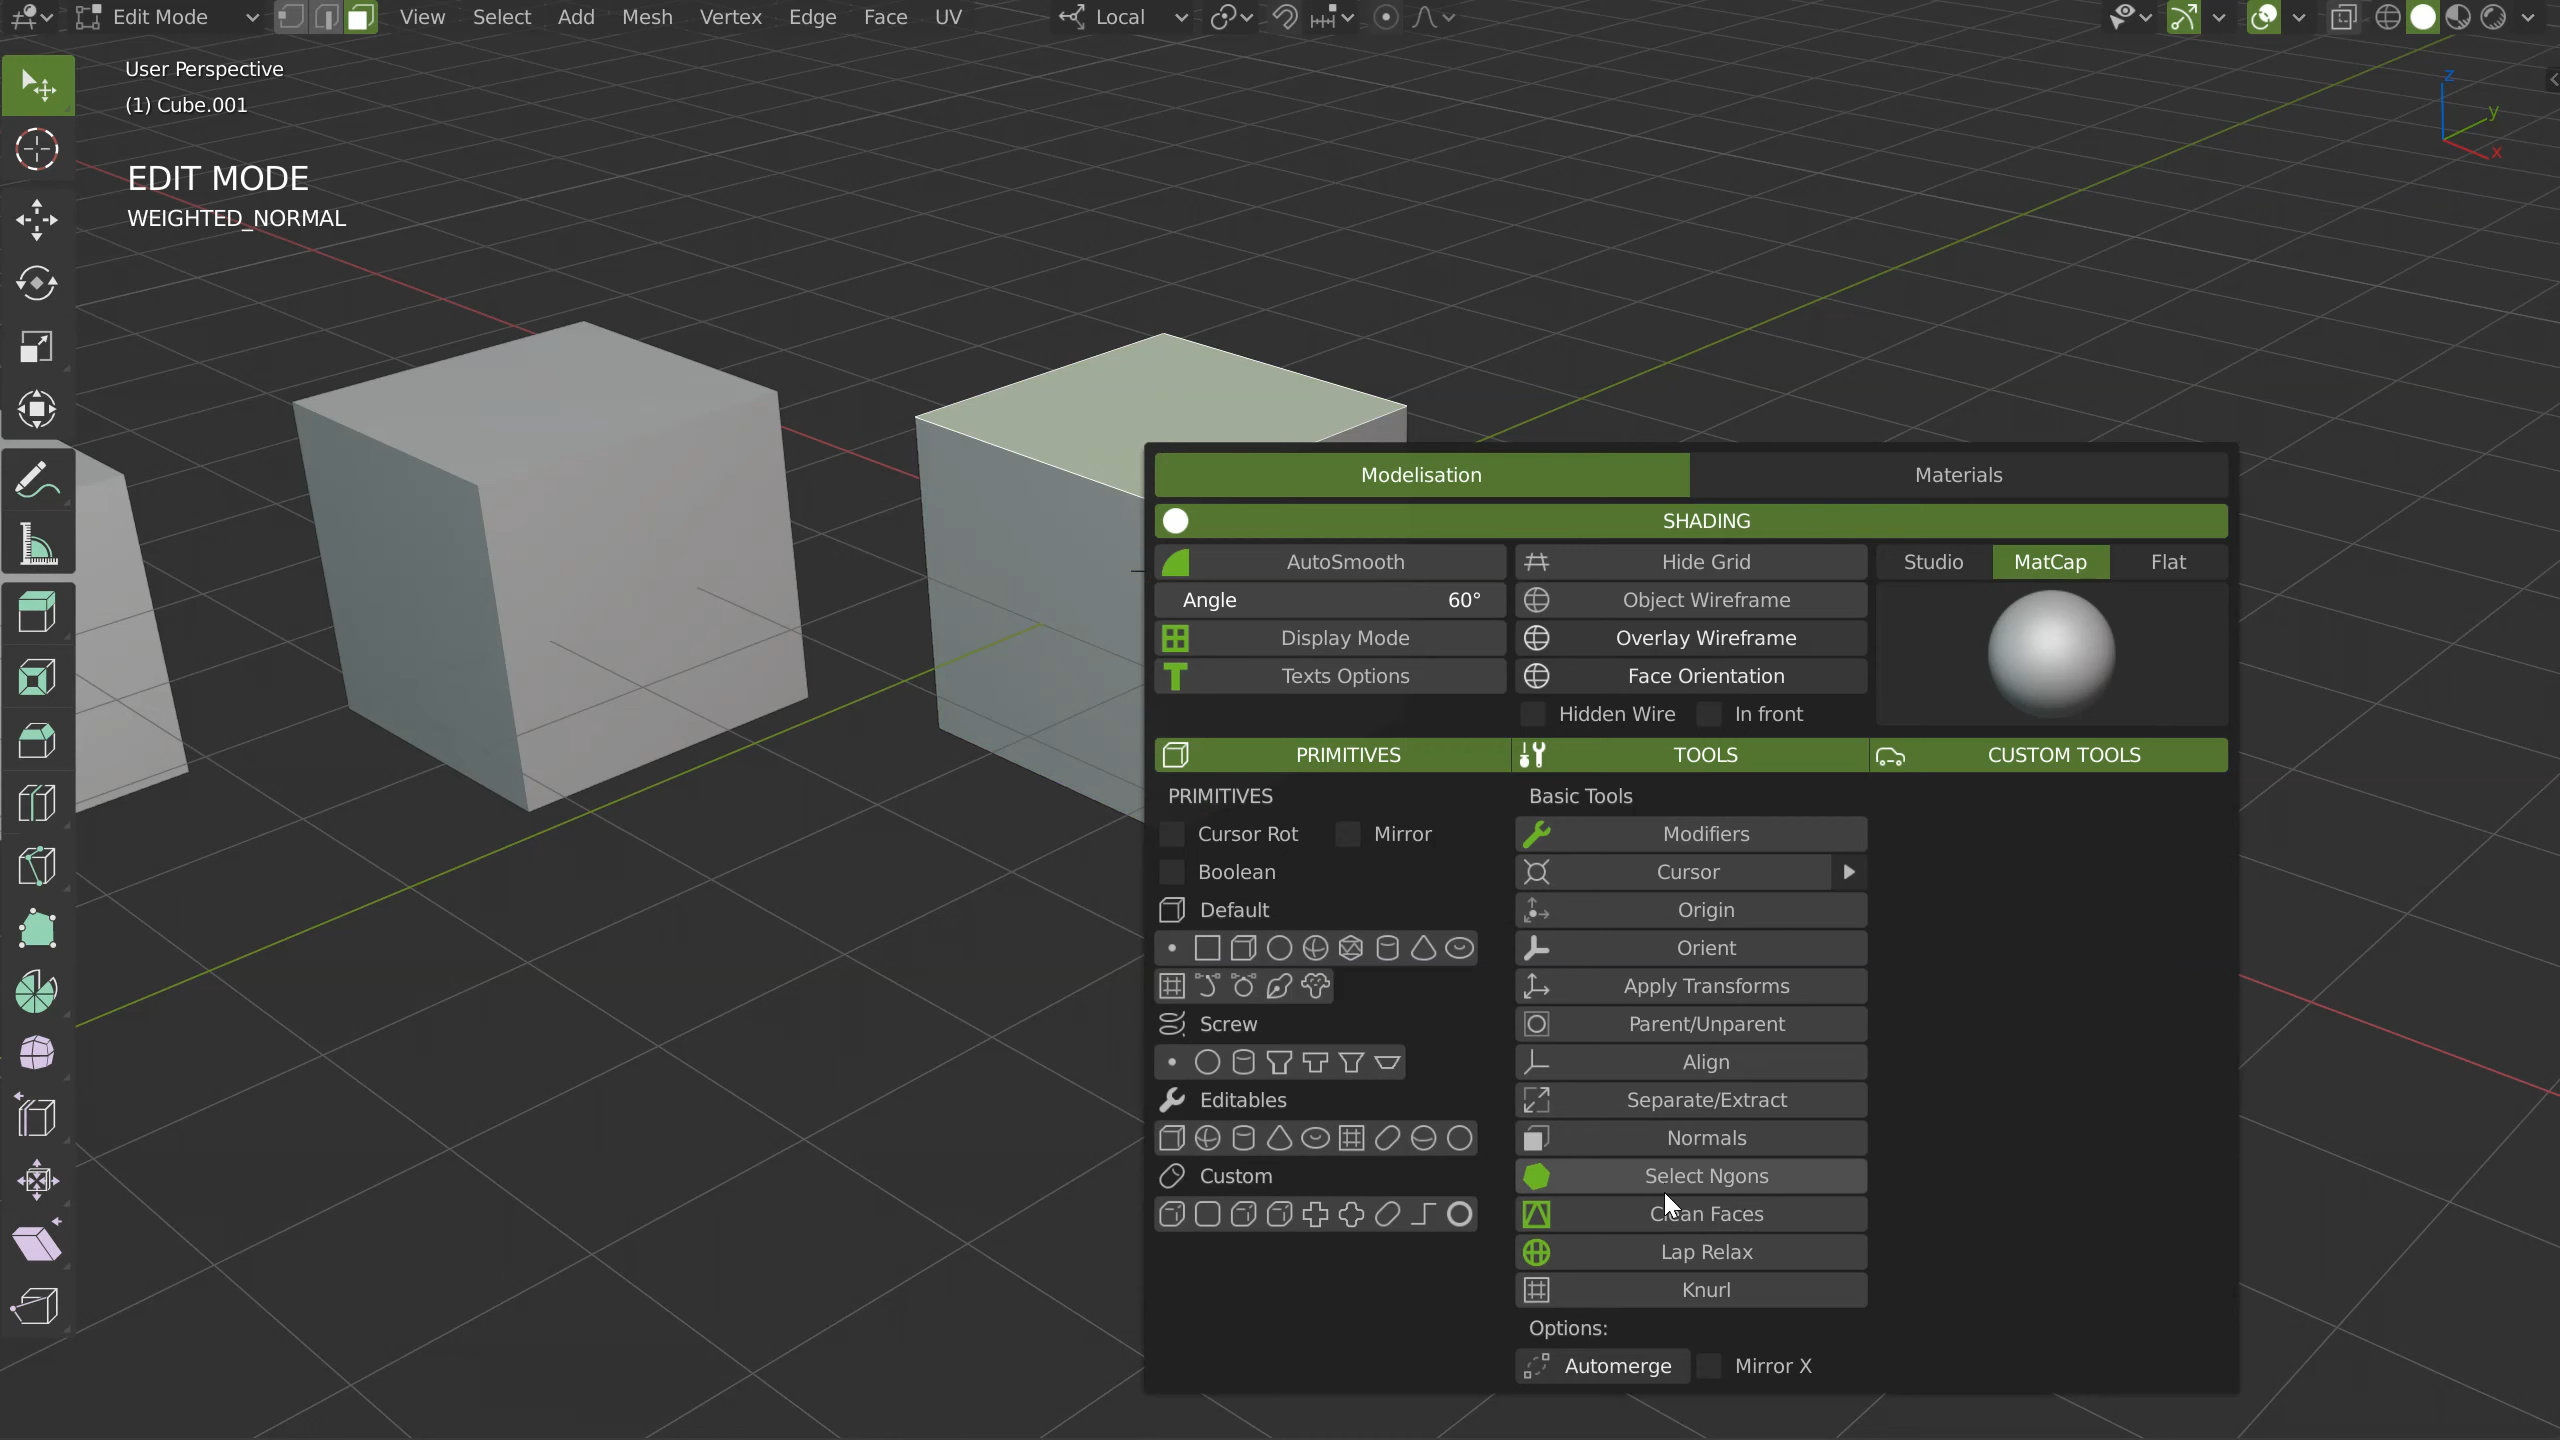 Edit Mode View Select Add Mesh Vertex Edge Face UV Local
User Perspective
(1) Cube.001
EDIT MODE
WEIGHTED_NORMAL
z
y
x
Modelisation Materials
SHADING
AutoSmooth Hide Grid Studio MatCap Flat
Angle 60° Object Wireframe
Display Mode Overlay Wireframe
Texts Options Face Orientation
Hidden Wire In front
PRIMITIVES TOOLS CUSTOM TOOLS
PRIMITIVES Basic Tools
Cursor Rot Mirror Modifiers
Boolean Cursor
Default Origin
Orient
Apply Transforms
Screw Parent/Unparent
Align
Editables Separate/Extract
Normals
Custom Select Ngons
Clean Faces
Lap Relax
Knurl
Options:
Automerge Mirror X